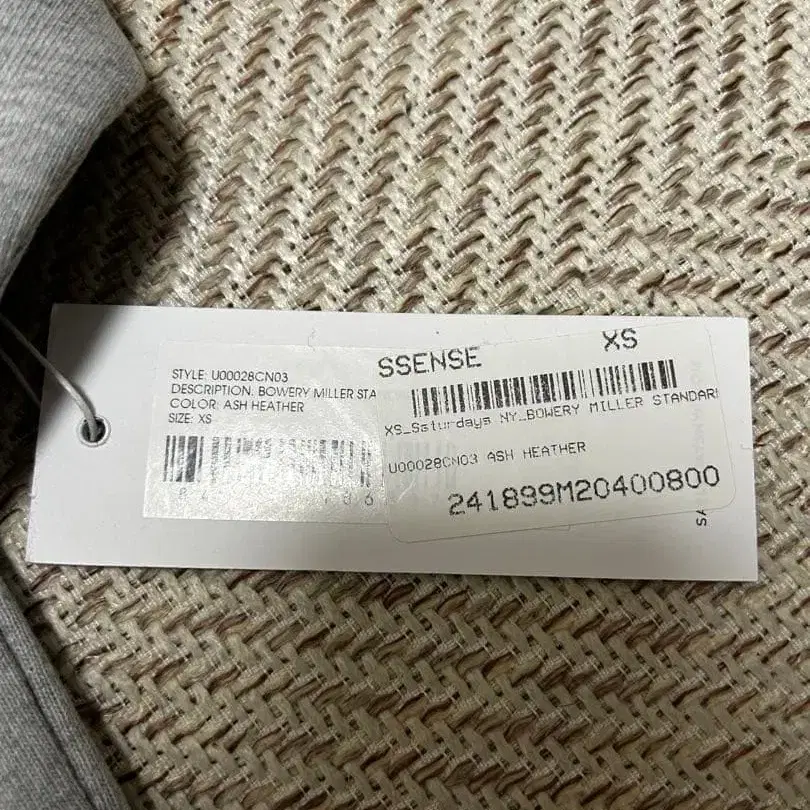 STYLE: U00028CN03
DESCRIPTION: BOWERY MILLER STA
COLOR: ASH HEATHER
SIZE: XS
SSENSE XS
XS_Saturdays NY_BOWERY MILLER STANDAR
U00028CN03 ASH HEATHER
241899M20400800